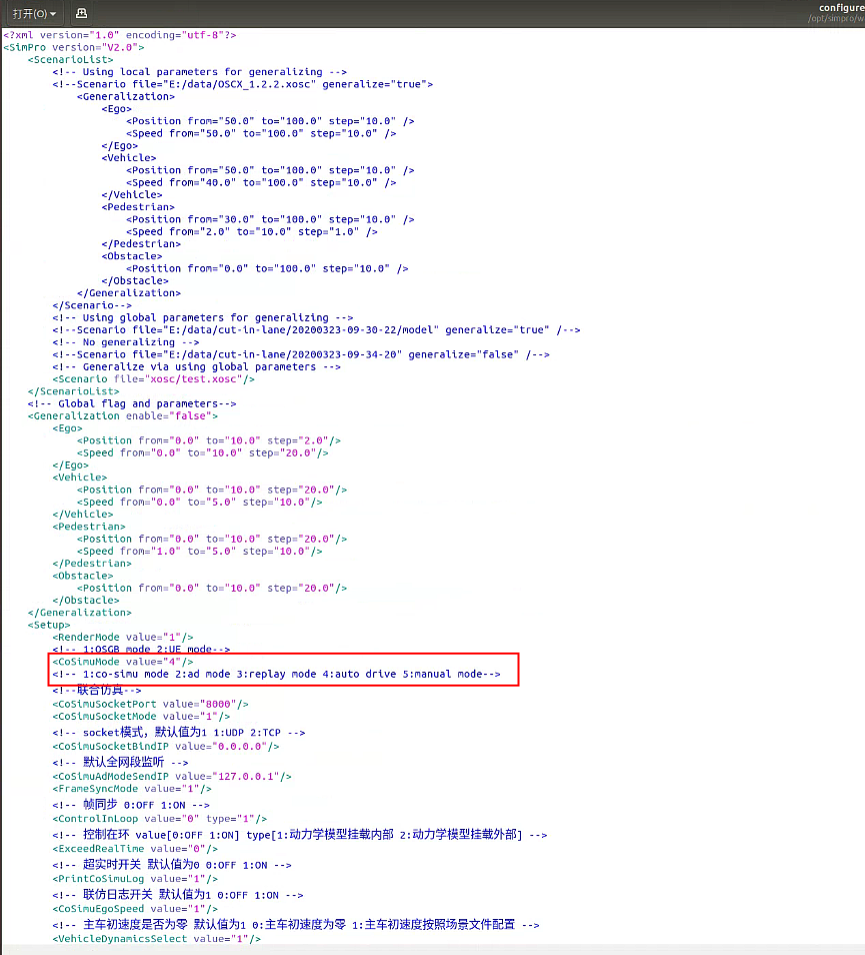 打开(O)
configure
/opt/simpro/w
<?xml version="1.0" encoding="utf-8"?>
<SimPro version="V2.0">
<ScenarioList>
<!-- Using local parameters for generalizing -->
<!--Scenario file="E:/data/OSCX_1.2.2.xosc" generalize="true">
<Generalization>
<Ego>
<Position from="50.0" to="100.0" step="10.0" />
<Speed from="50.0" to="100.0" step="10.0" />
</Ego>
<Vehicle>
<Position from="50.0" to="100.0" step="10.0" />
<Speed from="40.0" to="100.0" step="10.0" />
</Vehicle>
<Pedestrian>
<Position from="30.0" to="100.0" step="10.0" />
<Speed from="2.0" to="10.0" step="1.0" />
</Pedestrian>
<Obstacle>
<Position from="0.0" to="100.0" step="10.0" />
</Obstacle>
</Generalization>
</Scenario-->
<!-- Using global parameters for generalizing -->
<!--Scenario file="E:/data/cut-in-lane/20200323-09-30-22/model" generalize="true" /-->
<!-- No generalizing -->
<!--Scenario file="E:/data/cut-in-lane/20200323-09-34-20" generalize="false" /-->
<!-- Generalize via using global parameters -->
<Scenario file="xosc/test.xosc"/>
</ScenarioList>
<!-- Global flag and parameters-->
<Generalization enable="false">
<Ego>
<Position from="0.0" to="10.0" step="2.0"/>
<Speed from="0.0" to="10.0" step="20.0"/>
</Ego>
<Vehicle>
<Position from="0.0" to="10.0" step="20.0"/>
<Speed from="0.0" to="5.0" step="10.0"/>
</Vehicle>
<Pedestrian>
<Position from="0.0" to="10.0" step="20.0"/>
<Speed from="1.0" to="5.0" step="10.0"/>
</Pedestrian>
<Obstacle>
<Position from="0.0" to="10.0" step="20.0"/>
</Obstacle>
</Generalization>
<Setup>
<RenderMode value="1"/>
<!-- 1:OSGB mode 2:UE mode-->
<CoSimuMode value="4"/>
<!-- 1:co-simu mode 2:ad mode 3:replay mode 4:auto drive 5:manual mode-->
<!--联合仿真-->
<CoSimuSocketPort value="8000"/>
<CoSimuSocketMode value="1"/>
<!-- socket模式，默认值为1 1:UDP 2:TCP -->
<CoSimuSocketBindIP value="0.0.0.0"/>
<!-- 默认全网段监听 -->
<CoSimuAdModeSendIP value="127.0.0.1"/>
<FrameSyncMode value="1"/>
<!-- 帧同步 0:OFF 1:ON -->
<ControlInLoop value="0" type="1"/>
<!-- 控制在环 value[0:OFF 1:ON] type[1:动力学模型挂载内部 2:动力学模型挂载外部] -->
<ExceedRealTime value="0"/>
<!-- 超实时开关 默认值为0 0:OFF 1:ON -->
<PrintCoSimuLog value="1"/>
<!-- 联仿日志开关 默认值为1 0:OFF 1:ON -->
<CoSimuEgoSpeed value="1"/>
<!-- 主车初速度是否为零 默认值为1 0:主车初速度为零 1:主车初速度按照场景文件配置 -->
<VehicleDynamicsSelect value="1"/>